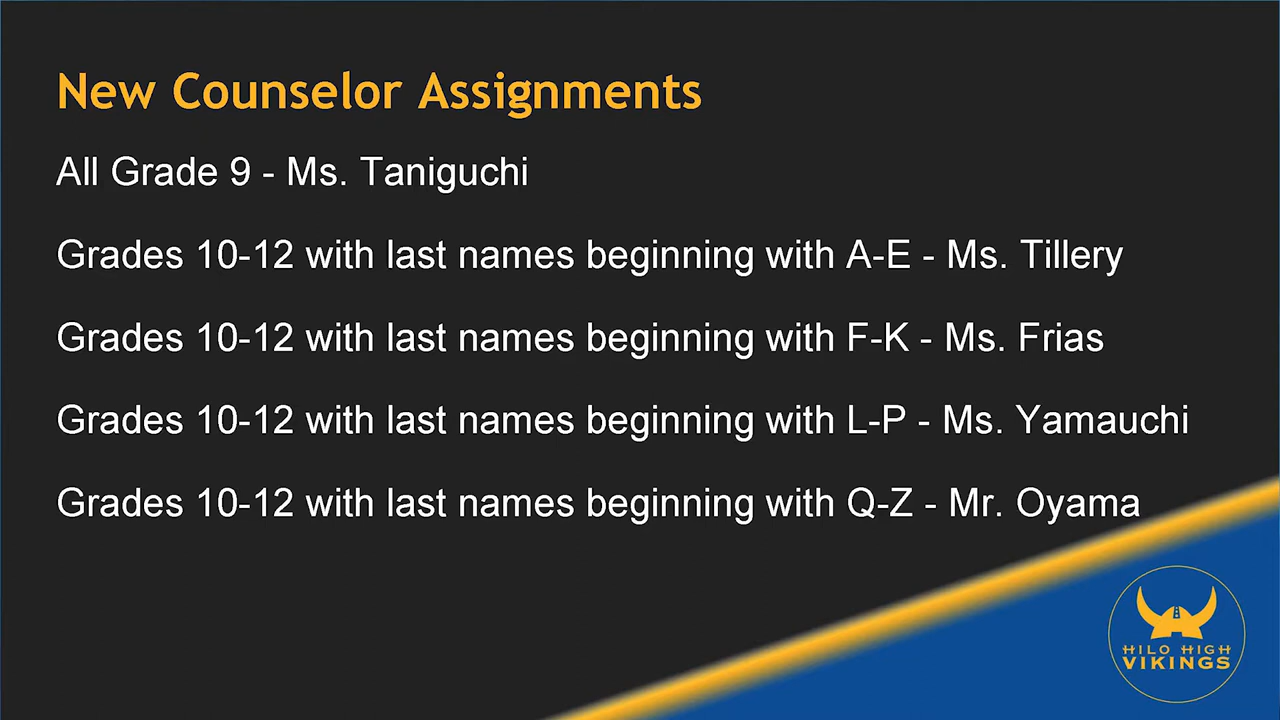 New Counselor Assignments
All Grade 9 - Ms. Taniguchi
Grades 10-12 with last names beginning with A-E - Ms. Tillery
Grades 10-12 with last names beginning with F-K - Ms. Frias
Grades 10-12 with last names beginning with L-P - Ms. Yamauchi
Grades 10-12 with last names beginning with Q-Z - Mr. Oyama
HILO HIGH
VIKINGS